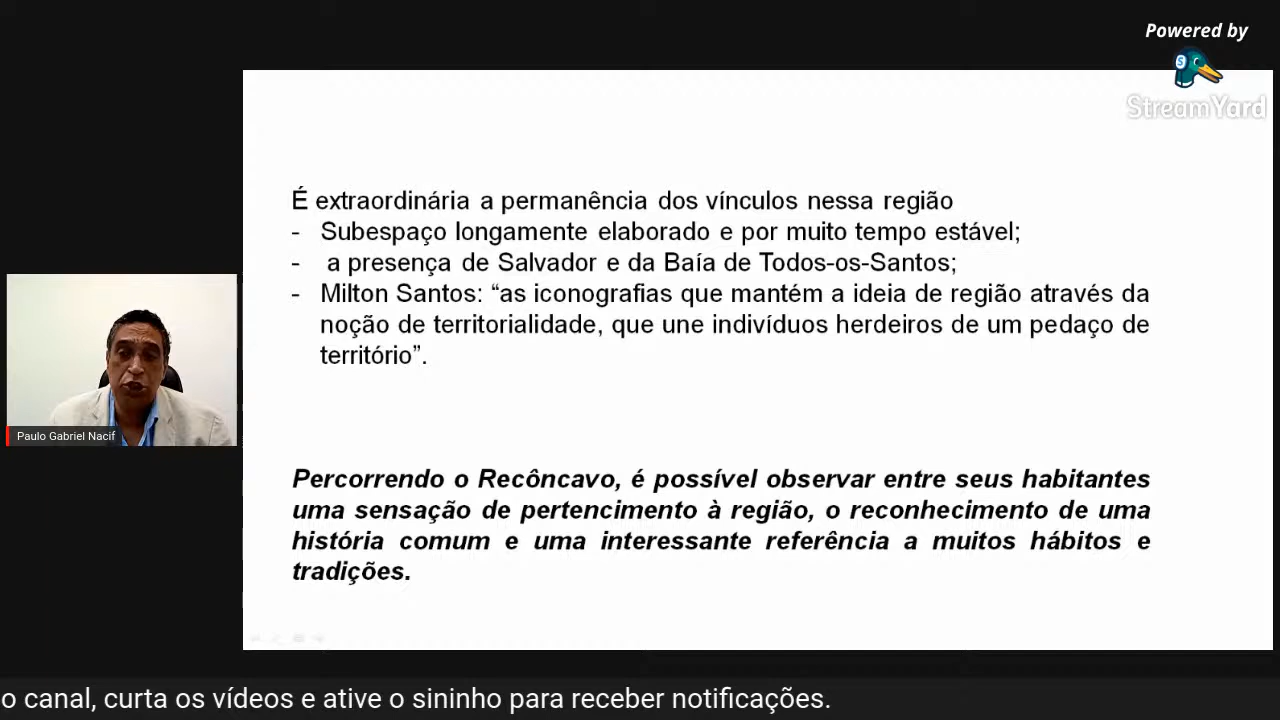 Powered by
StreamYard
É extraordinária a permanência dos vínculos nessa região
- Subespaço longamente elaborado e por muito tempo estável;
- a presença de Salvador e da Baía de Todos-os-Santos;
- Milton Santos: “as iconografias que mantém a ideia de região através da
noção de territorialidade, que une indivíduos herdeiros de um pedaço de
território”.
Paulo Gabriel Nacif
Percorrendo o Recôncavo, é possível observar entre seus habitantes
uma sensação de pertencimento à região, o reconhecimento de uma
história comum e uma interessante referência a muitos hábitos e
tradições.
o canal, curta os vídeos e ative o sininho para receber notificações.